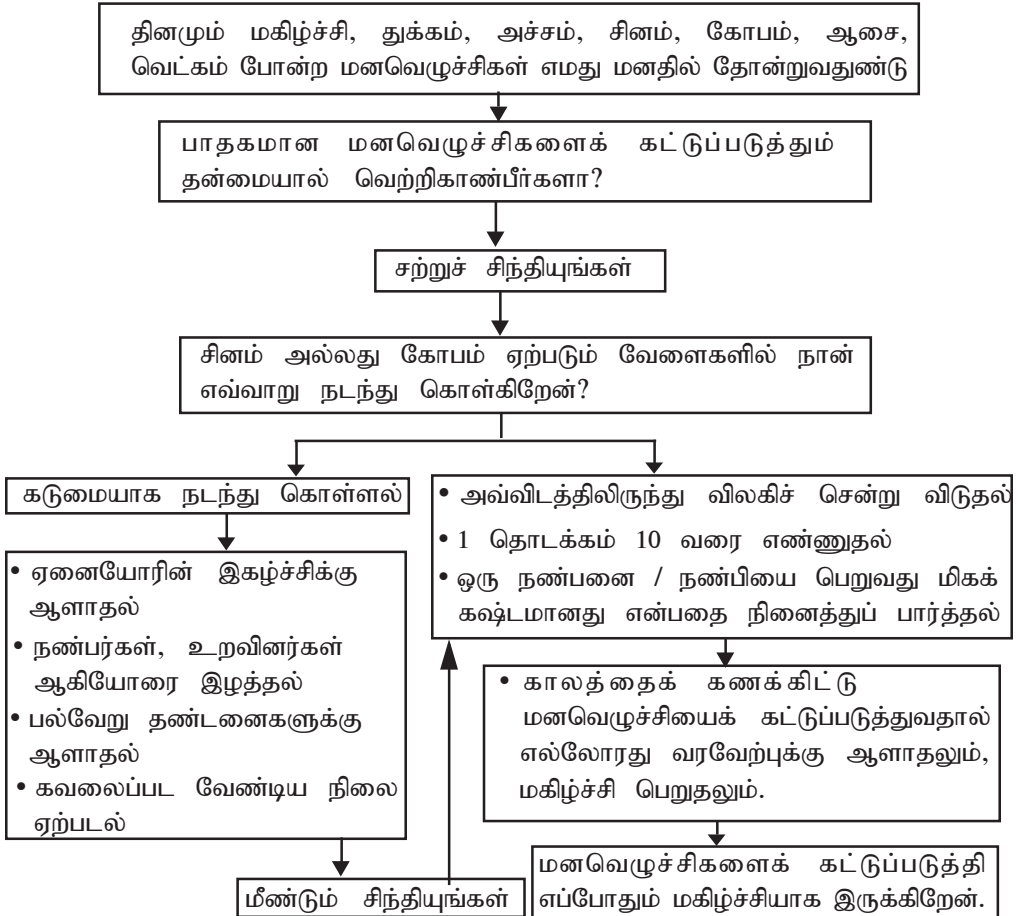 தினமும் மகிழ்ச்சி, துக்கம், அச்சம், சினம், கோபம், ஆசை,
வெட்கம் போன்ற மனவெழுச்சிகள் எமது மனதில் தோன்றுவதுண்டு
பாதகமான மனவெழுச்சிகளைக் கட்டுப்படுத்தும்
தன்மையால் வெற்றிகாண்பீர்களா?
சற்றுச் சிந்தியுங்கள்
சினம் அல்லது கோபம் ஏற்படும் வேளைகளில் நான்
எவ்வாறு நடந்து கொள்கிறேன்?
கடுமையாக நடந்து கொள்ளல்
• ஏனையோரின் இகழ்ச்சிக்கு
ஆளாதல்
• நண்பர்கள், உறவினர்கள்
ஆகியோரை இழத்தல்
• பல்வேறு தண்டனைகளுக்கு
ஆளாதல்
• கவலைப்பட வேண்டிய நிலை
ஏற்படல்
மீண்டும் சிந்தியுங்கள்
• அவ்விடத்திலிருந்து விலகிச் சென்று விடுதல்
• 1 தொடக்கம் 10 வரை எண்ணுதல்
• ஒரு நண்பனை / நண்பியை பெறுவது மிகக்
கஷ்டமானது என்பதை நினைத்துப் பார்த்தல்
• காலத்தைக் கணக்கிட்டு
மனவெழுச்சியைக் கட்டுப்படுத்துவதால்
எல்லோரது வரவேற்புக்கு ஆளாதலும்,
மகிழ்ச்சி பெறுதலும்.
மனவெழுச்சிகளைக் கட்டுப்படுத்தி
எப்போதும் மகிழ்ச்சியாக இருக்கிறேன்.